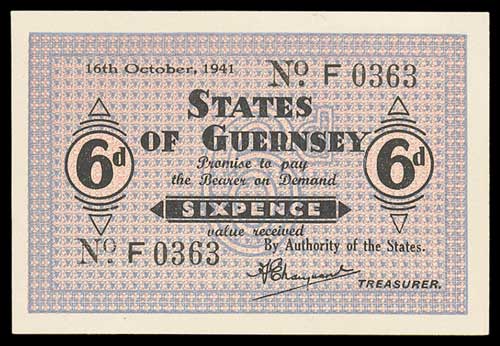 16th October, 1941 No. F 0363
STATES
OF GUERNSEY
Promise to pay
the Bearer on Demand
6d 6d
SIXPENCE
value received
No. F 0363 By Authority of the States.
TREASURER.